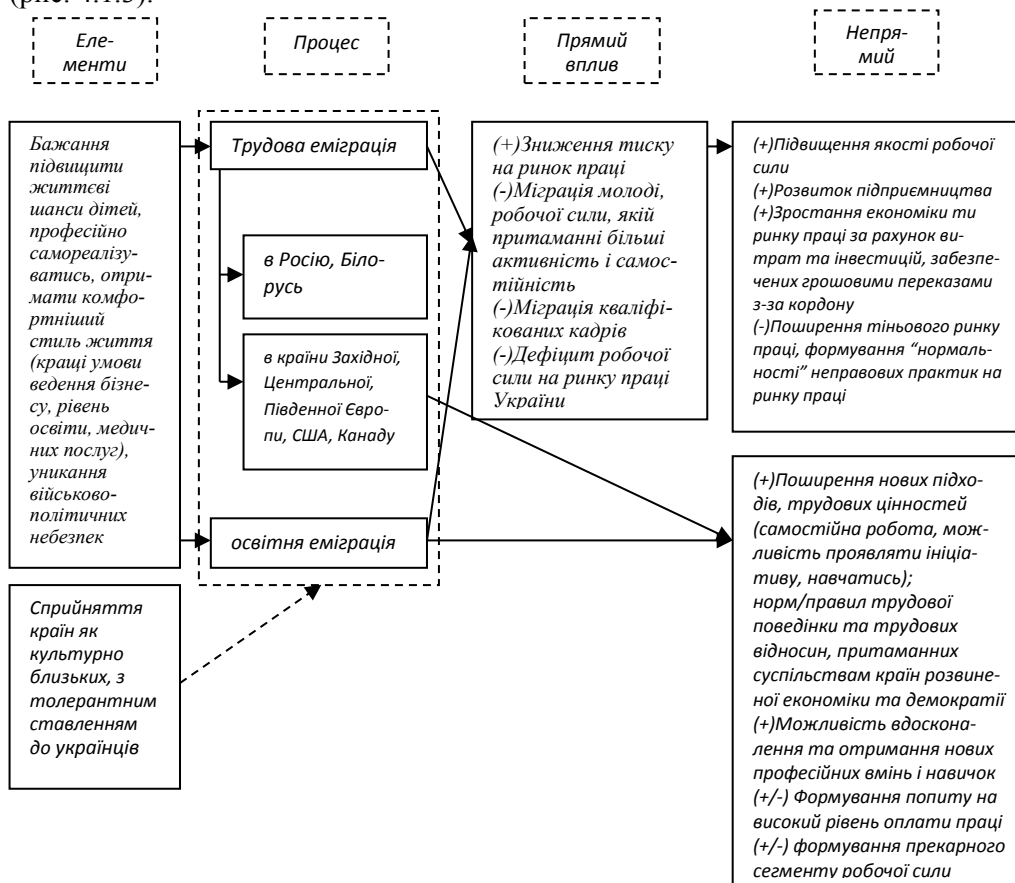 (рис. 4.1.3).
Еле-
менти
Процес
Прямий
вплив
Непря-
мий
Бажання
підвищити
життєві
шанси дітей,
професійно
самореалізу-
ватись, отри-
мати комфо-
ртніший
стиль життя
(кращі умови
ведення бізне-
су, рівень
освіти, медич-
них послуг),
уникання
військово-
політичних
небезпек
Сприйняття
країн як
культурно
близьких, з
толерантним
ставленням
до українців
Трудова еміграція
в Росію, Біло-
русь
в країни Західної,
Центральної,
Південної Євро-
пи, США, Канаду
освітня еміграція
(+)Зниження тиску
на ринок праці
(-)Міграція молоді,
робочої сили, якій
притаманні більші
активність і самос-
тійність
(-)Міграція кваліфі-
кованих кадрів
(-)Дефіцит робочої
сили на ринку праці
України
(+)Підвищення якості робочої
сили
(+)Розвиток підприємництва
(+)Зростання економіки ти
ринку праці за рахунок ви-
трат та інвестицій, забезпе-
чених грошовими переказами
з-за кордону
(-)Поширення тіньового ринку
праці, формування “нормаль-
ності” неправових практик на
ринку праці
(+)Поширення нових підхо-
дів, трудових цінностей
(самостійна робота, мож-
ливість проявляти ініціа-
тиву, навчатись);
норм/правил трудової
поведінки та трудових
відносин, притаманних
суспільствам країн розвине-
ної економіки та демократії
(+)Можливість вдоскона-
лення та отримання нових
професійних вмінь і навичок
(+/-) Формування попиту на
високий рівень оплати праці
(+/-) формування прекарного
сегменту робочої сили